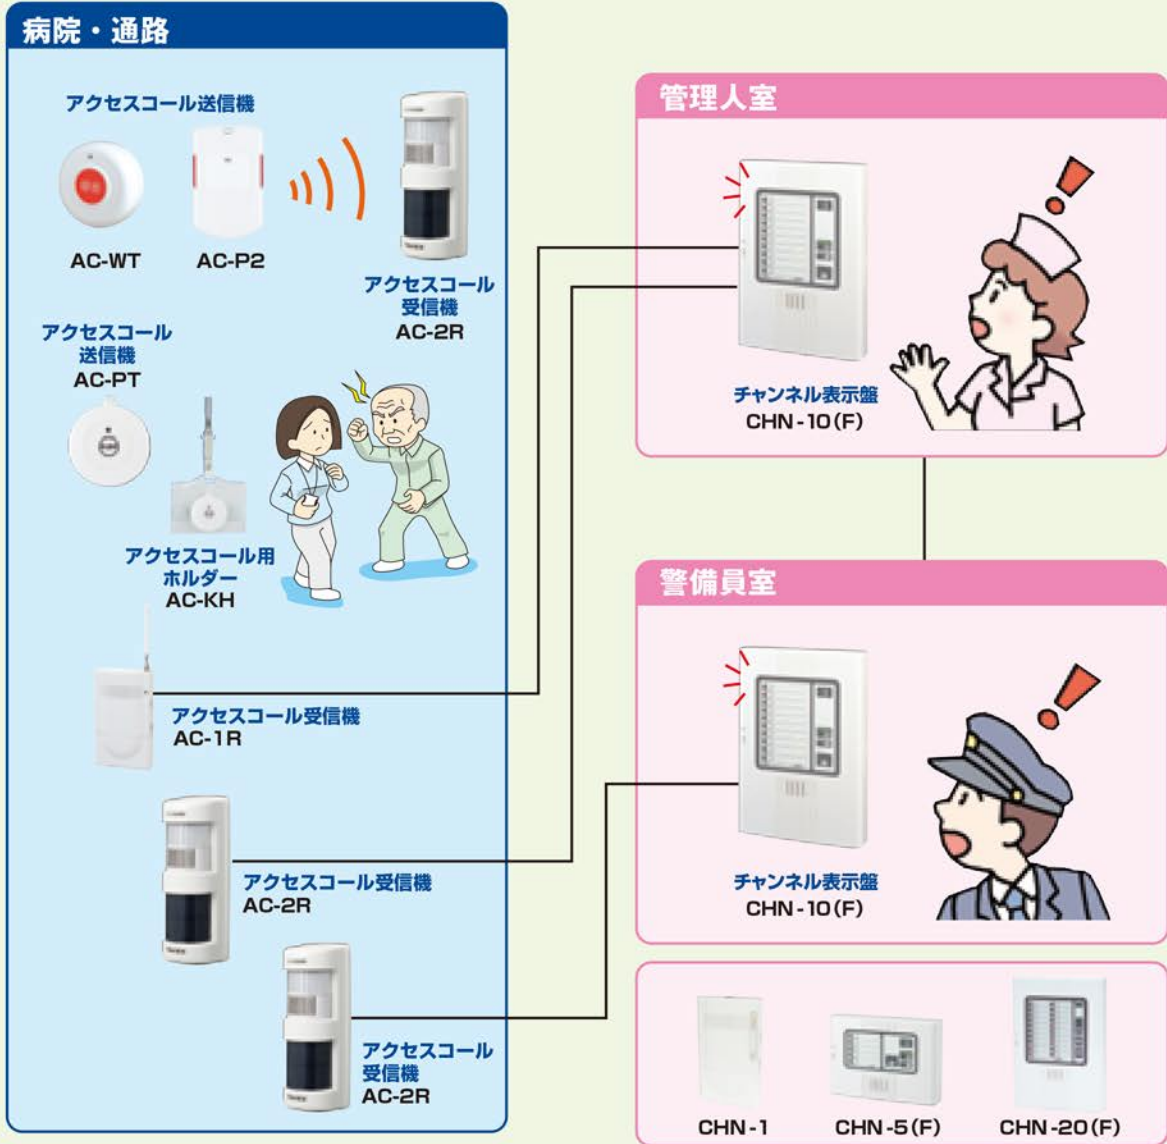 病院・通路
アクセスコール送信機
AC-WT
AC-P2
アクセスコール
受信機
AC-2R
アクセスコール
送信機
AC-PT
アクセスコール用
ホルダー
AC-KH
アクセスコール受信機
AC-1R
アクセスコール受信機
AC-2R
アクセスコール
受信機
AC-2R
管理人室
チャンネル表示盤
CHN-10(F)
警備員室
チャンネル表示盤
CHN-10(F)
CHN-1
CHN-5(F)
CHN-20(F)